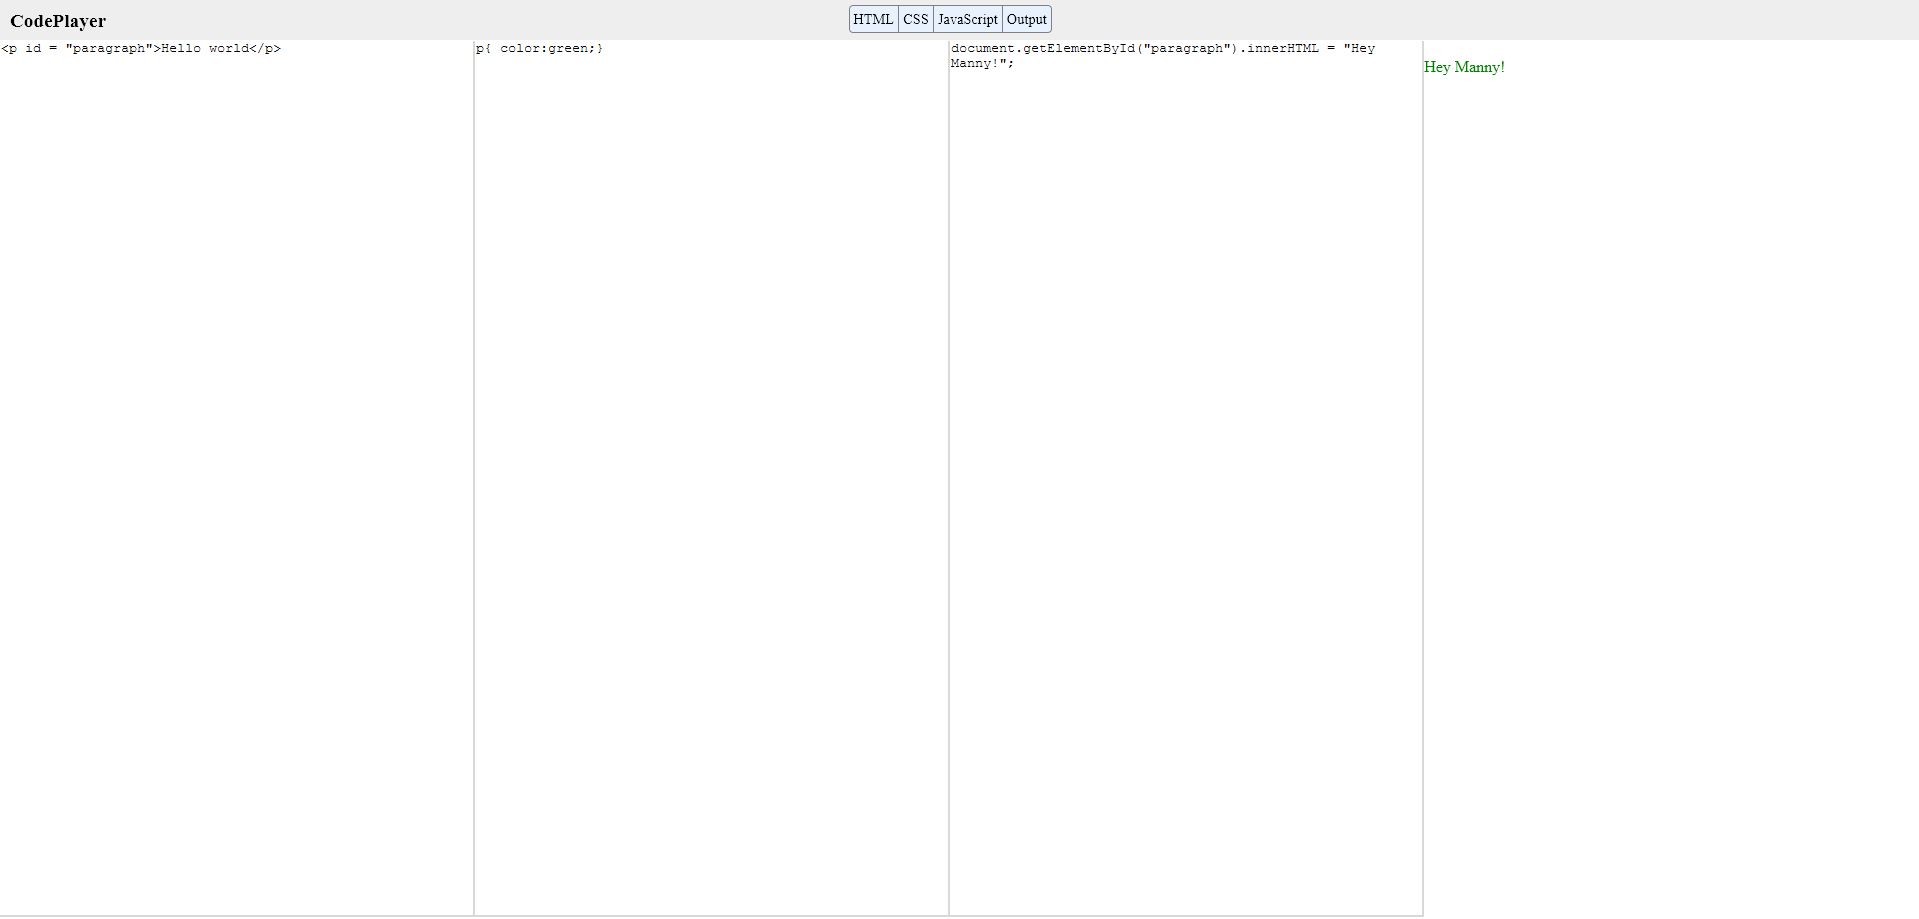 CodePlayer
HTML CSS JavaScript Output
<p id = "paragraph">Hello world</p>
p{ color:green;}
document.getElementById("paragraph").innerHTML = "Hey
Manny!";
Hey Manny!